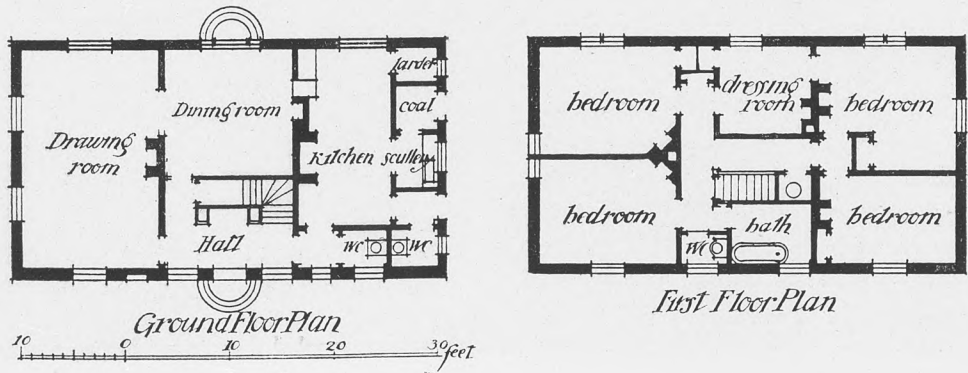 larder
coal
Dining room
Drawing
room
Kitchen scullery
Hall
WC WC
Ground Floor Plan
10 0 10 20 30 feet
bedroom
dressing
room
bedroom
bedroom
bath
bedroom
WC
First Floor Plan